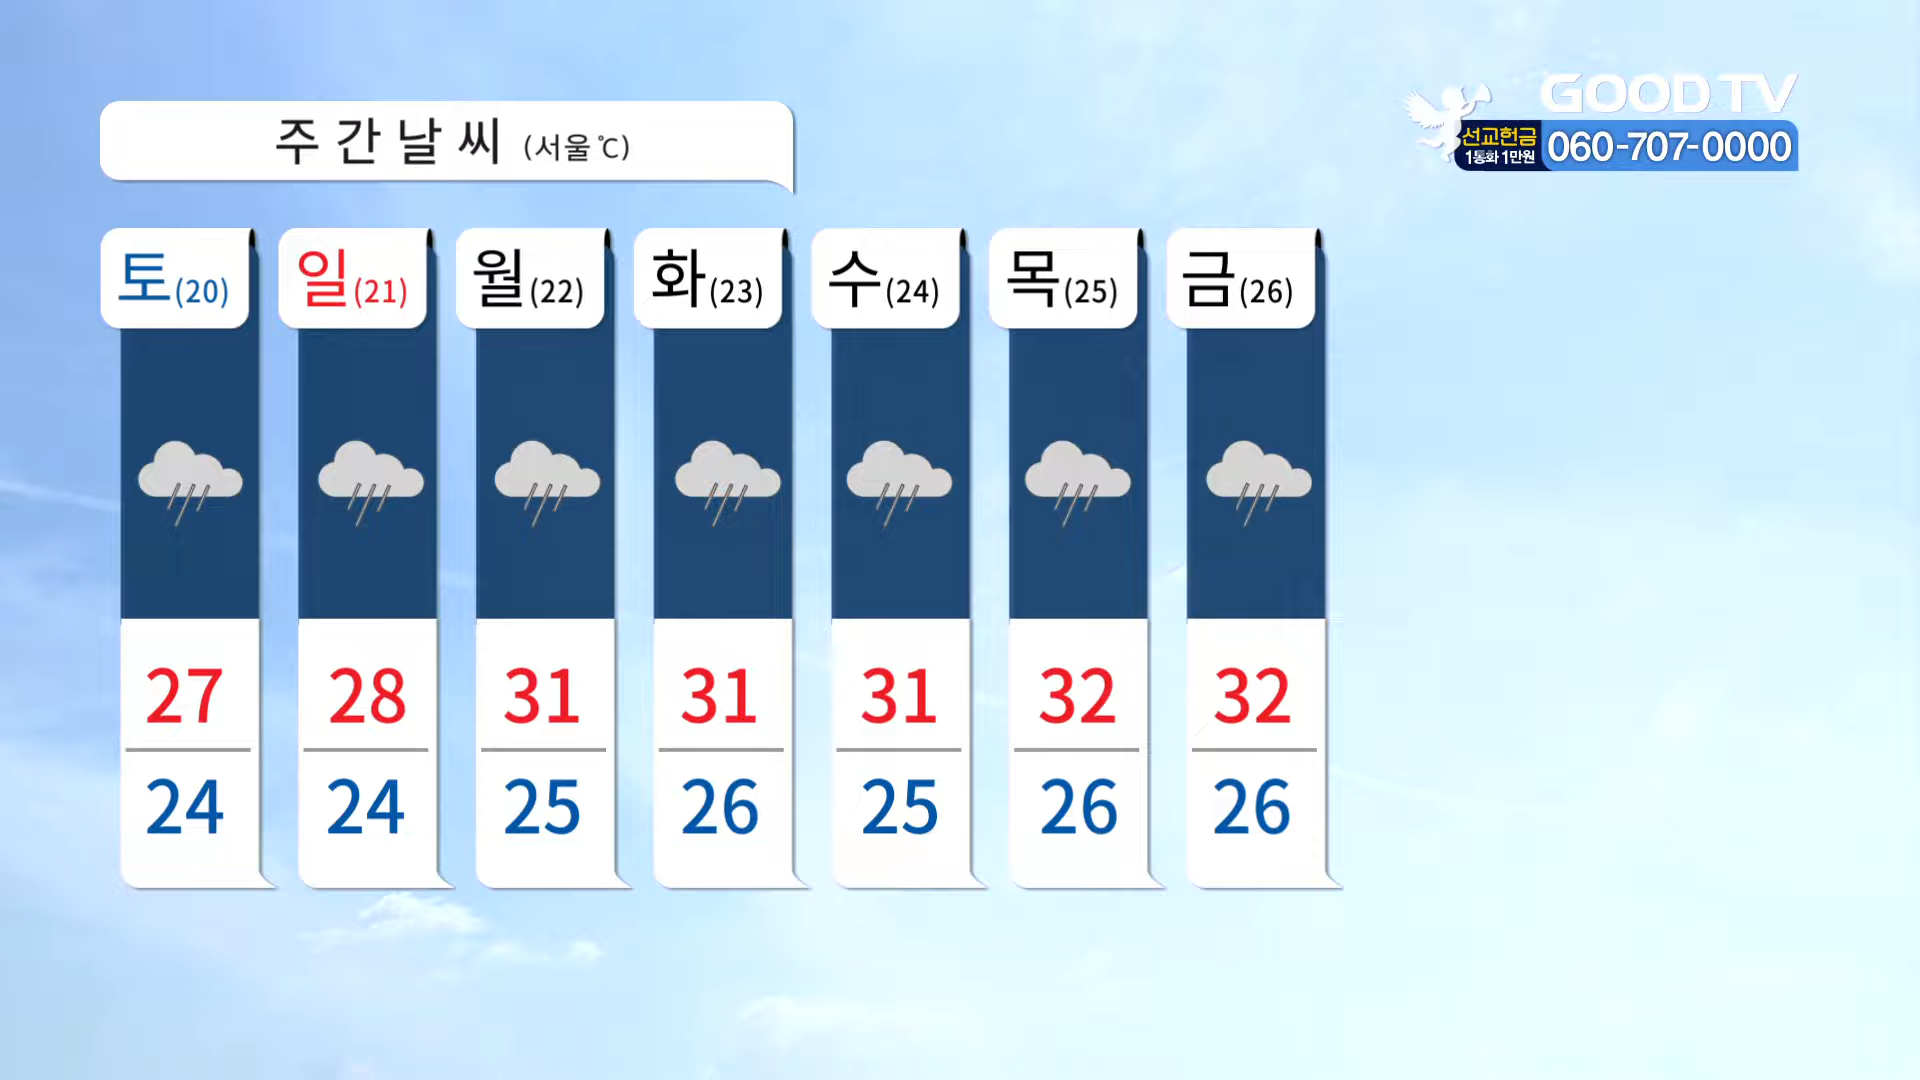 GOOD TV
선교헌금
1통화 1만원
060-707-0000
주간날씨 (서울℃)
토(20) 일(21) 월(22) 화(23) 수(24) 목(25) 금(26)
27 28 31 31 31 32 32
24 24 25 26 25 26 26